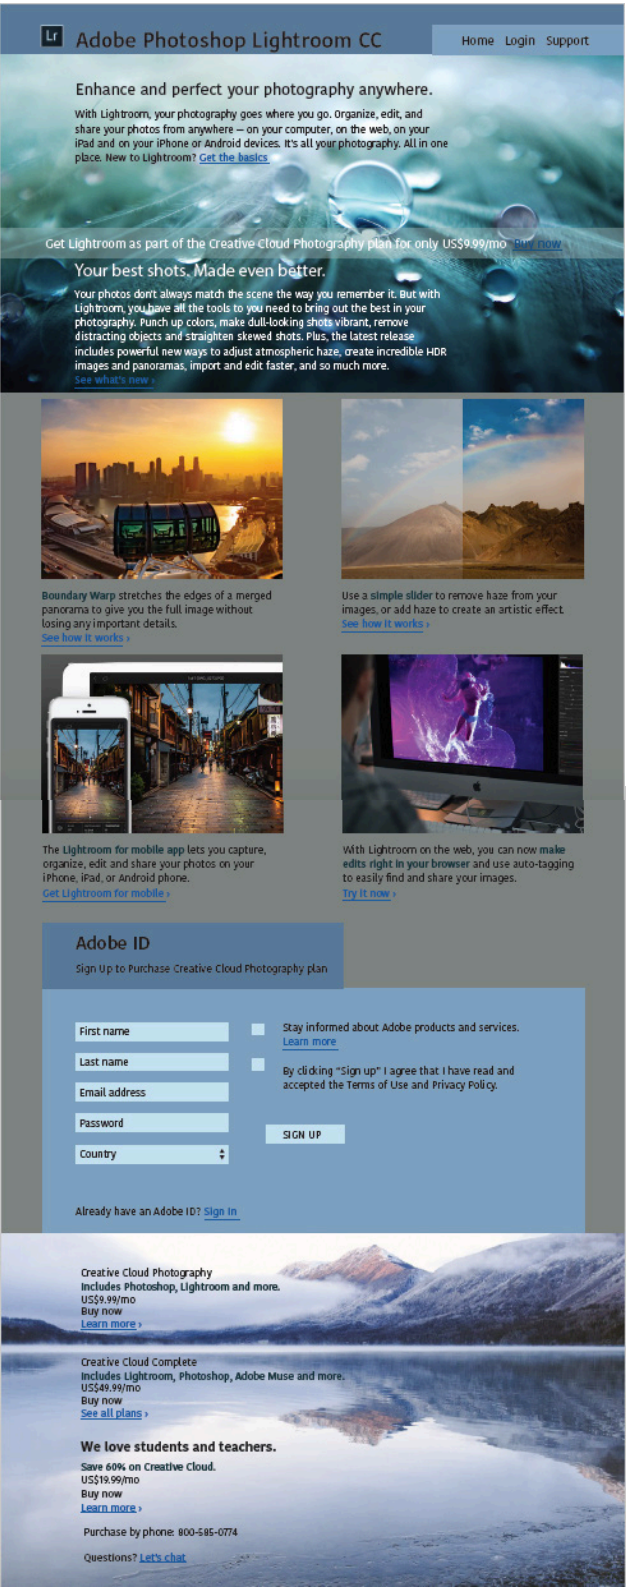 Lr Adobe Photoshop Lightroom CC
Home Login Support
Enhance and perfect your photography anywhere.
With Lightroom, your photography goes where you go. Organize, edit, and
share your photos from anywhere — on your computer, on the web, on your
iPad and on your iPhone or Android devices. It's all your photography. All in one
place. New to Lightroom? Get the basics
Get Lightroom as part of the Creative Cloud Photography plan for only US$9.99/mo Buy now
Your best shots. Made even better.
Your photos don't always match the scene the way you remember it. But with
Lightroom, you have all the tools to you need to bring out the best in your
photography. Punch up colors, make dull-looking shots vibrant, remove
distracting objects and straighten skewed shots. Plus, the latest release
includes powerful new ways to adjust atmospheric haze, create incredible HDR
images and panoramas, import and edit faster, and so much more.
See what's new ›
Boundary Warp stretches the edges of a merged
panorama to give you the full image without
losing any important details.
See how it works ›
Use a simple slider to remove haze from your
images, or add haze to create an artistic effect.
See how it works ›
The Lightroom for mobile app lets you capture,
organize, edit and share your photos on your
iPhone, iPad, or Android phone.
Get Lightroom for mobile ›
With Lightroom on the web, you can now make
edits right in your browser and use auto-tagging
to easily find and share your images.
Try it now ›
Adobe ID
Sign Up to Purchase Creative Cloud Photography plan
First name
Last name
Email address
Password
Country
Stay informed about Adobe products and services.
Learn more
By clicking "Sign up" I agree that I have read and
accepted the Terms of Use and Privacy Policy.
SIGN UP
Already have an Adobe ID? Sign In
Creative Cloud Photography
Includes Photoshop, Lightroom and more.
US$9.99/mo
Buy now
Learn more ›
Creative Cloud Complete
Includes Lightroom, Photoshop, Adobe Muse and more.
US$49.99/mo
Buy now
See all plans ›
We love students and teachers.
Save 60% on Creative Cloud.
US$19.99/mo
Buy now
Learn more ›
Purchase by phone: 800-585-0774
Questions? Let's chat